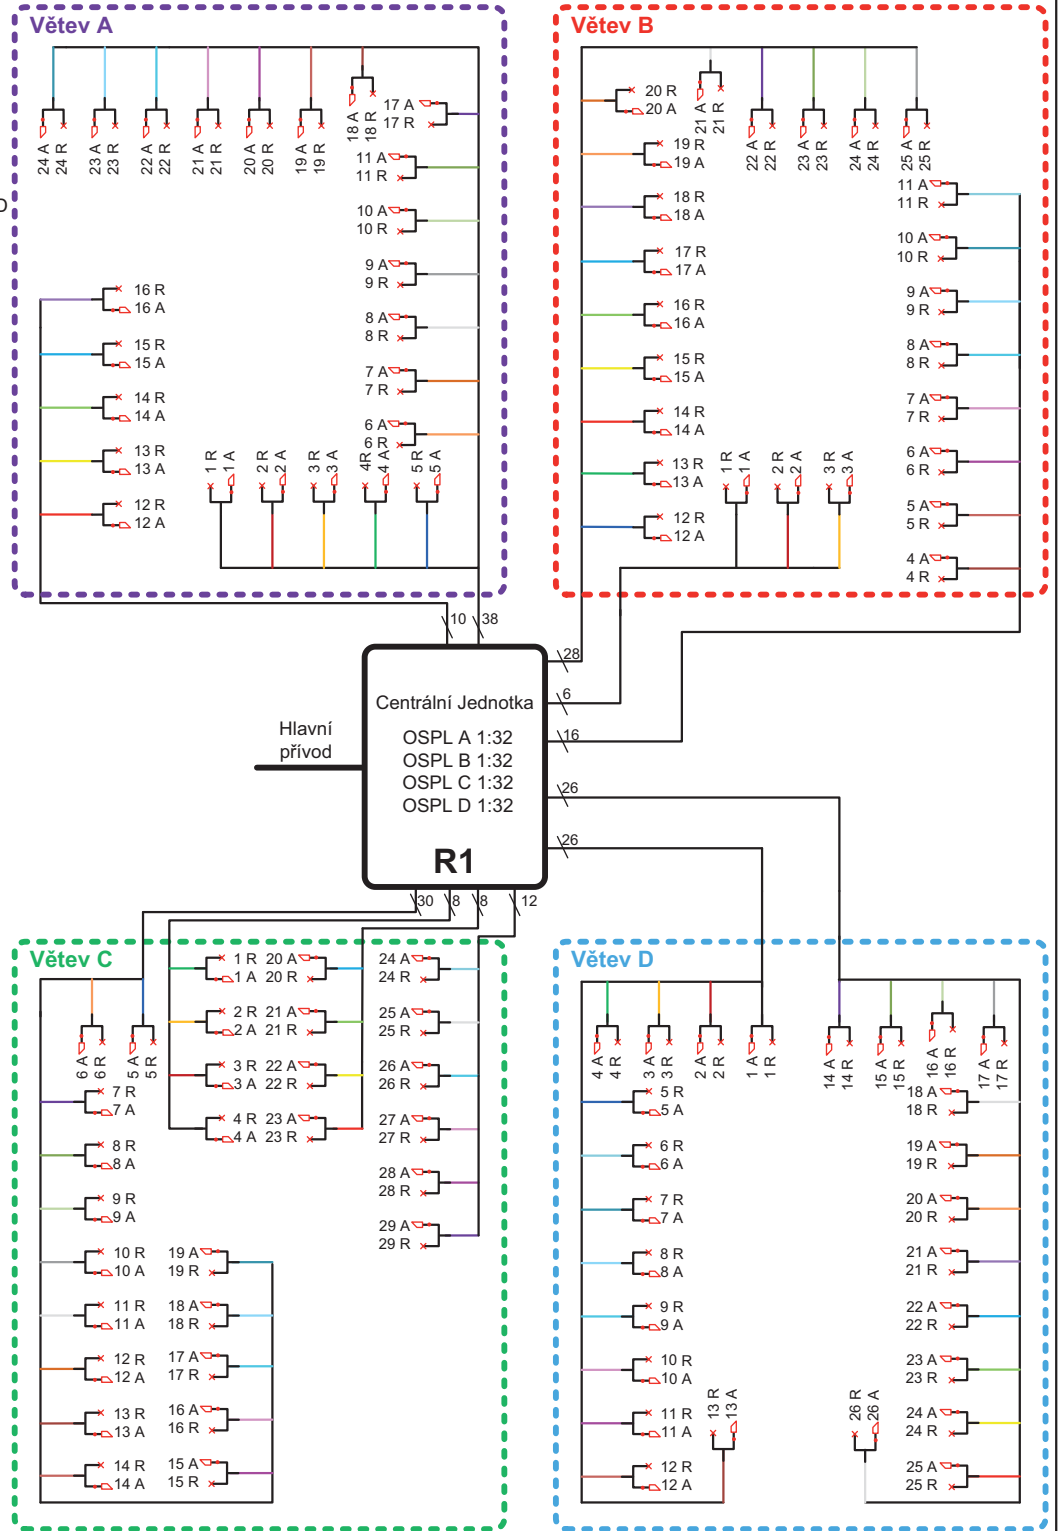 Větev A
24 A
24 R
23 A
23 R
22 A
22 R
21 A
21 R
20 A
20 R
19 A
19 R
18 A
18 R
17 A
17 R
11 A
11 R
10 A
10 R
9 A
9 R
8 A
8 R
7 A
7 R
6 A
6 R
16 R
16 A
15 R
15 A
14 R
14 A
13 R
13 A
12 R
12 A
1 R
1 A
2 R
2 A
3 R
3 A
4R
4 A
5 R
5 A
Větev B
20 R
20 A
19 R
19 A
18 R
18 A
17 R
17 A
16 R
16 A
15 R
15 A
14 R
14 A
13 R
13 A
12 R
12 A
21 A
21 R
22 A
22 R
23 A
23 R
24 A
24 R
25 A
25 R
11 A
11 R
10 A
10 R
9 A
9 R
8 A
8 R
7 A
7 R
6 A
6 R
5 A
5 R
4 A
4 R
1 R
1 A
2 R
2 A
3 R
3 A
10
38
28
6
16
26
26
Hlavní
přívod
Centrální Jednotka
OSPL A 1:32
OSPL B 1:32
OSPL C 1:32
OSPL D 1:32
R1
30
8
8
12
Větev C
6 A
6 R
5 A
5 R
1 R
1 A
2 R
2 A
3 R
3 A
4 R
4 A
20 A
20 R
21 A
21 R
22 A
22 R
23 A
23 R
24 A
24 R
25 A
25 R
26 A
26 R
27 A
27 R
28 A
28 R
29 A
29 R
7 R
7 A
8 R
8 A
9 R
9 A
10 R
10 A
11 R
11 A
12 R
12 A
13 R
13 A
14 R
14 A
19 A
19 R
18 A
18 R
17 A
17 R
16 A
16 R
15 A
15 R
Větev D
4 A
4 R
3 A
3 R
2 A
2 R
1 A
1 R
14 A
14 R
15 A
15 R
16 A
16 R
17 A
17 R
5 R
5 A
6 R
6 A
7 R
7 A
8 R
8 A
9 R
9 A
10 R
10 A
11 R
11 A
12 R
12 A
13 R
13 A
18 A
18 R
19 A
19 R
20 A
20 R
21 A
21 R
22 A
22 R
23 A
23 R
24 A
24 R
25 A
25 R
26 R
26 A